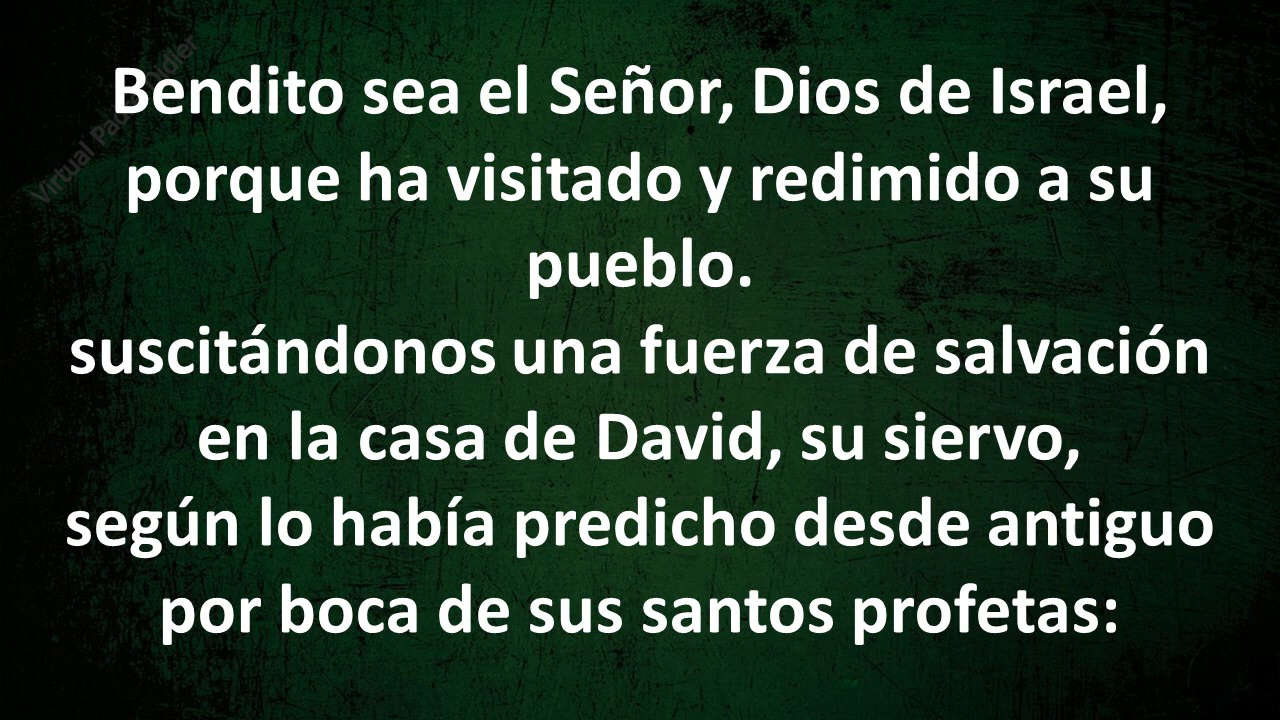 Bendito sea el Señor, Dios de Israel,
porque ha visitado y redimido a su
pueblo.
suscitándonos una fuerza de salvación
en la casa de David, su siervo,
según lo había predicho desde antiguo
por boca de sus santos profetas: